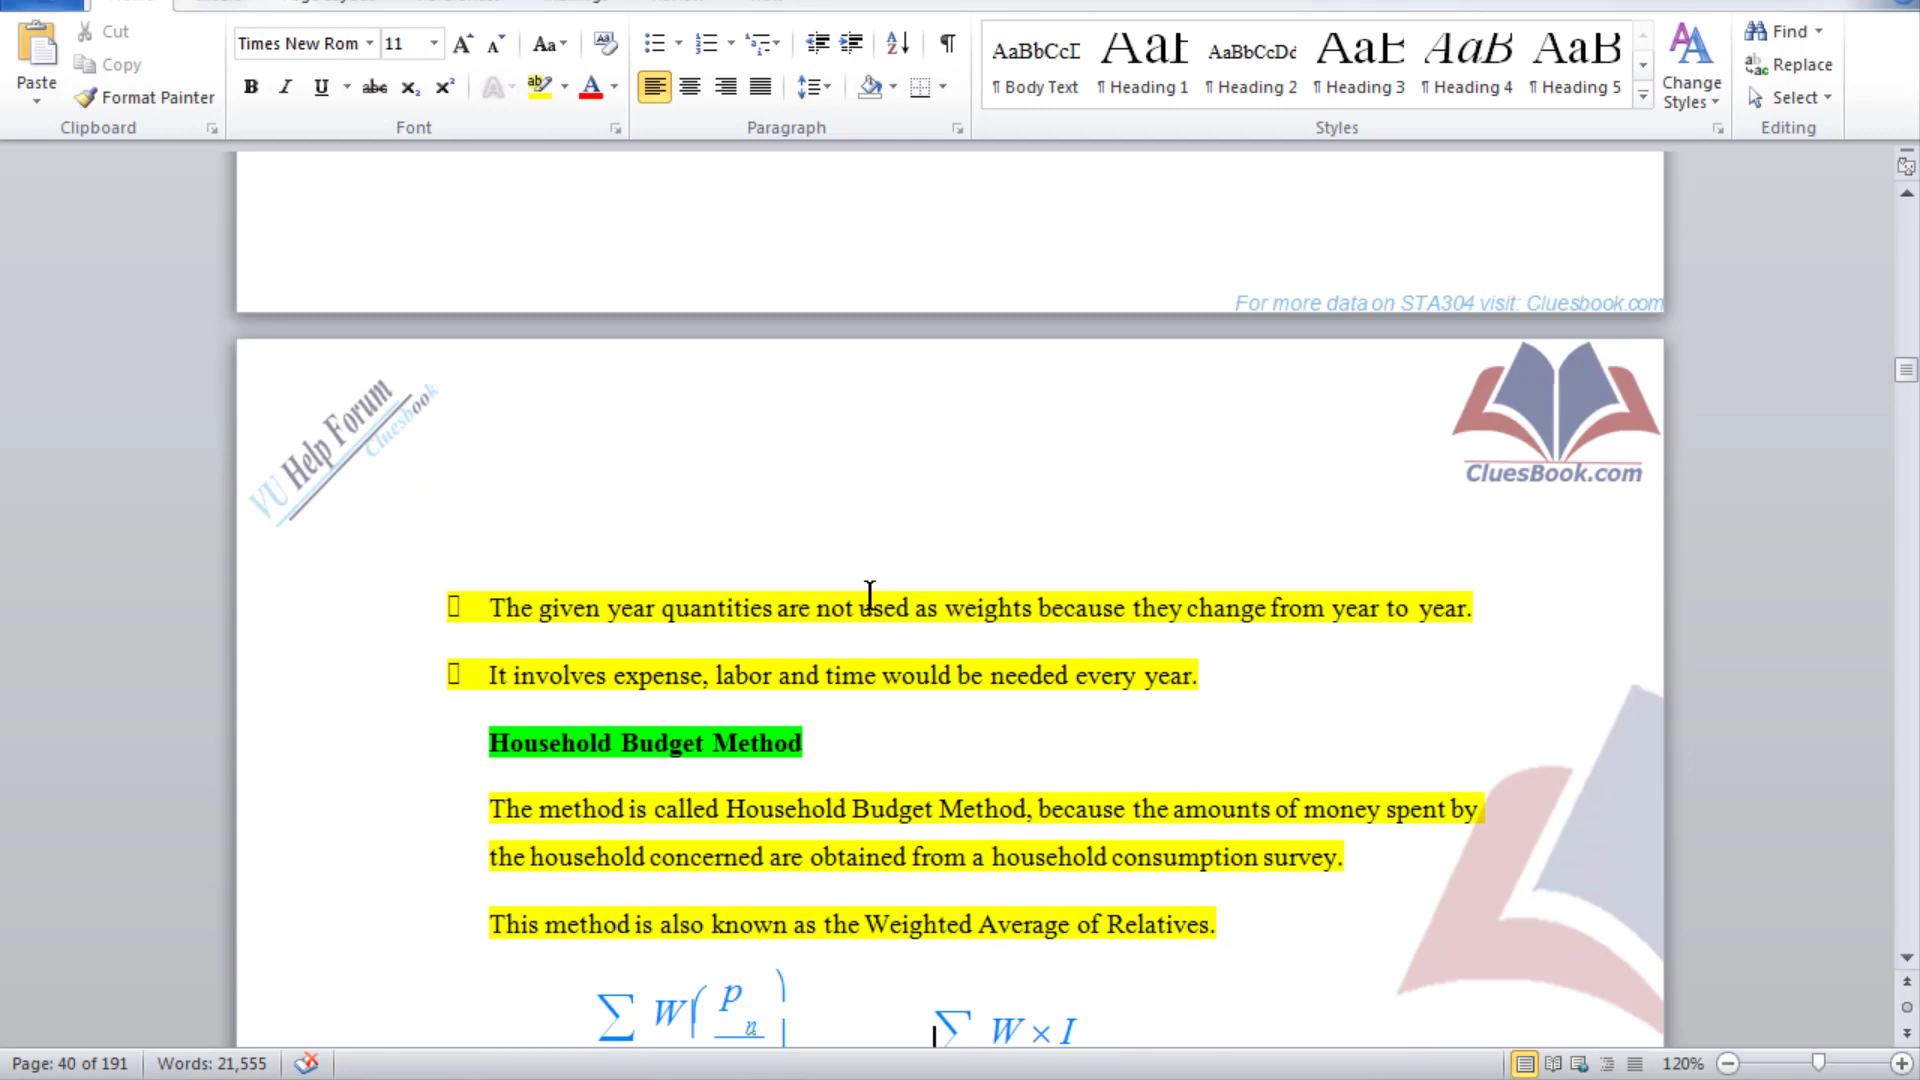 Cut
Copy
Format Painter
Paste
Clipboard
Times New Rom 11
Font
Paragraph
AaBbCcD AaB AaBbCcDd AaB AaB AaB
¶ Body Text ¶ Heading 1 ¶ Heading 2 ¶ Heading 3 ¶ Heading 4 ¶ Heading 5
Styles
Change
Styles
Find
Replace
Select
Editing
For more data on STA304 visit: Cluesbook.com
VU Help Forum
Cluesbook
CluesBook.com
The given year quantities are not used as weights because they change from year to year.
It involves expense, labor and time would be needed every year.
Household Budget Method
The method is called Household Budget Method, because the amounts of money spent by
the household concerned are obtained from a household consumption survey.
This method is also known as the Weighted Average of Relatives.
∑ W ( p n ) ∑ W × I
Page: 40 of 191 Words: 21,555 120%